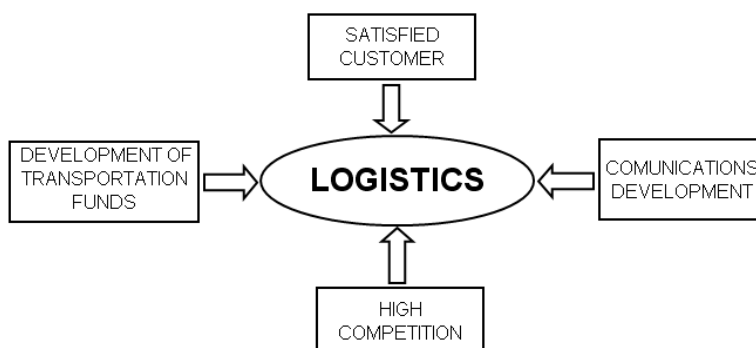 SATISFIED
CUSTOMER
DEVELOPMENT OF
TRANSPORTATION
FUNDS
LOGISTICS
COMUNICATIONS
DEVELOPMENT
HIGH
COMPETITION